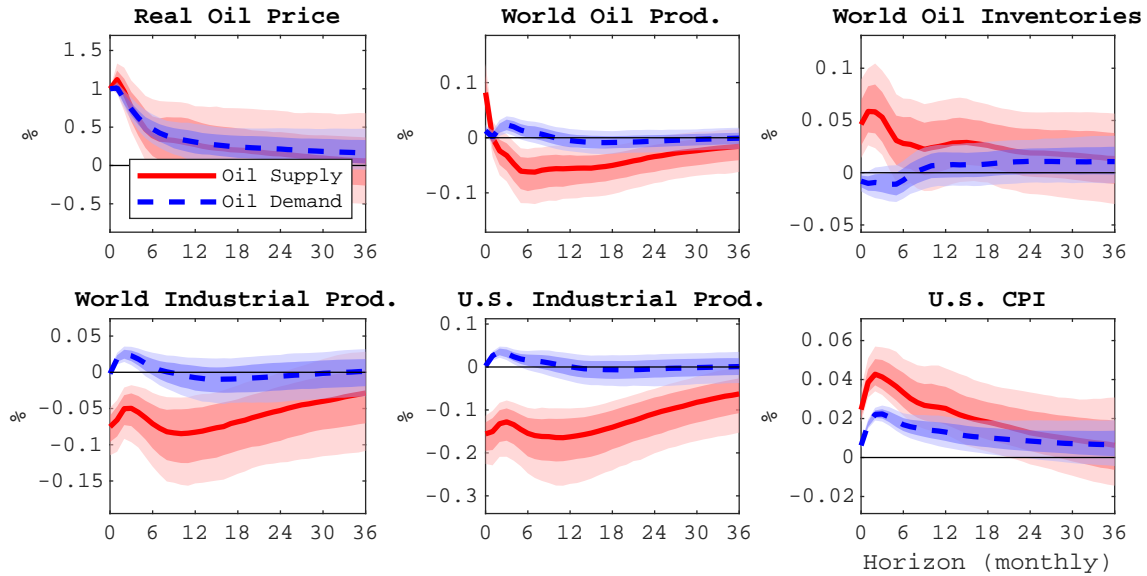 Real Oil Price
World Oil Prod.
World Oil Inventories
1.5
1
0.5
0
-0.5
%
Oil Supply
Oil Demand
0 6 12 18 24 30 36
0.1
0
-0.1
%
0 6 12 18 24 30 36
0.1
0.05
0
-0.05
%
0 6 12 18 24 30 36
World Industrial Prod.
U.S. Industrial Prod.
U.S. CPI
0.05
0
-0.05
-0.1
-0.15
%
0 6 12 18 24 30 36
0.1
0
-0.1
-0.2
-0.3
%
0 6 12 18 24 30 36
0.06
0.04
0.02
0
-0.02
%
0 6 12 18 24 30 36
Horizon (monthly)